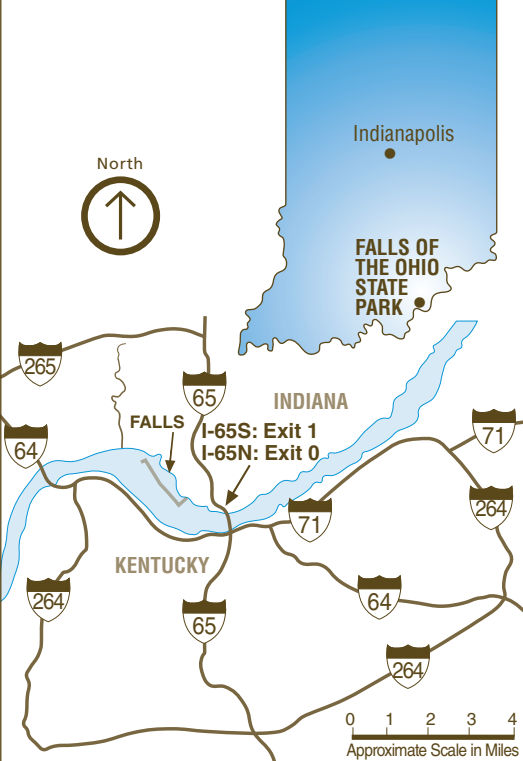 Indianapolis
North
FALLS OF
THE OHIO
STATE
PARK
265
65
INDIANA
FALLS
I-65S: Exit 1
I-65N: Exit 0
71
64
264
71
KENTUCKY
264
64
65
264
0 1 2 3 4
Approximate Scale in Miles